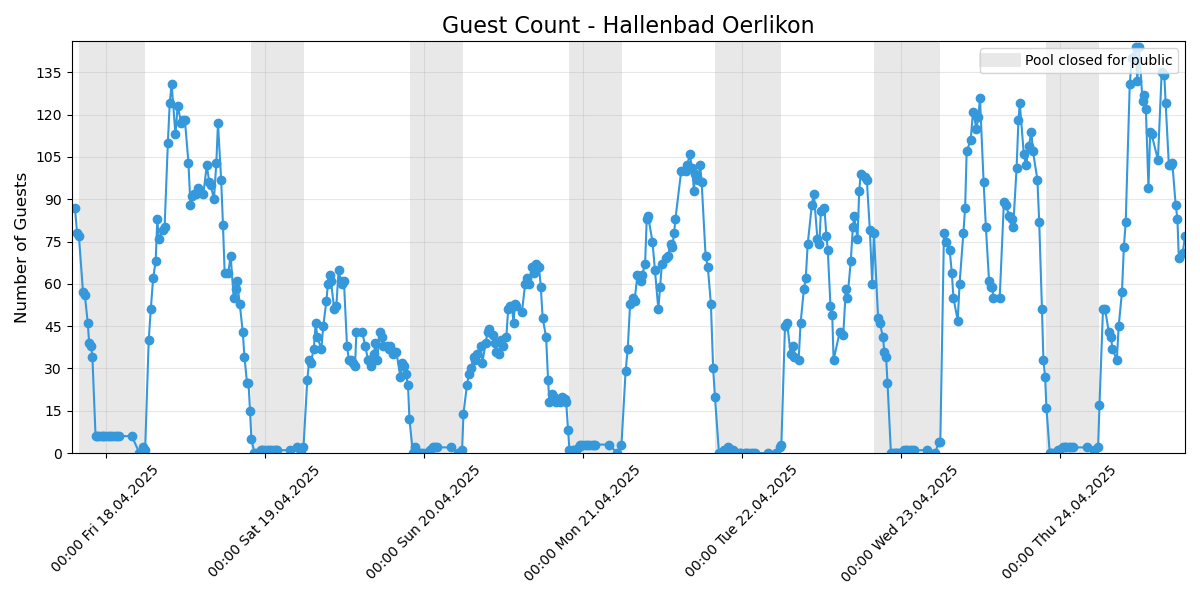 Guest Count - Hallenbad Oerlikon
Pool closed for public
Number of Guests
135
120
105
90
75
60
45
30
15
0
00:00 Fri 18.04.2025
00:00 Sat 19.04.2025
00:00 Sun 20.04.2025
00:00 Mon 21.04.2025
00:00 Tue 22.04.2025
00:00 Wed 23.04.2025
00:00 Thu 24.04.2025